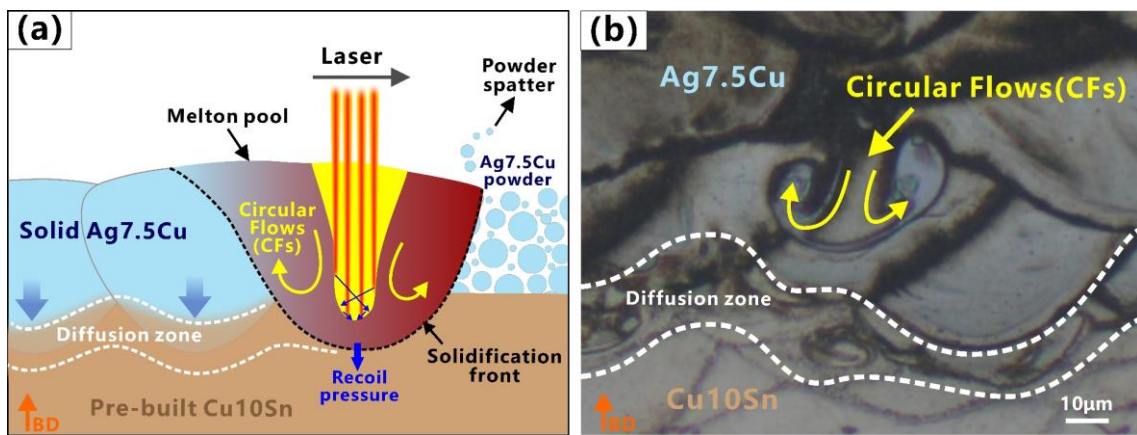 (a)
Laser
Powder
spatter
Melton pool
Ag7.5Cu
powder
Circular
Flows
(CFs)
Solid Ag7.5Cu
Diffusion zone
Solidification
front
Recoil
pressure
Pre-built Cu10Sn
BD
(b)
Ag7.5Cu
Circular Flows(CFs)
Diffusion zone
Cu10Sn
10μm
BD